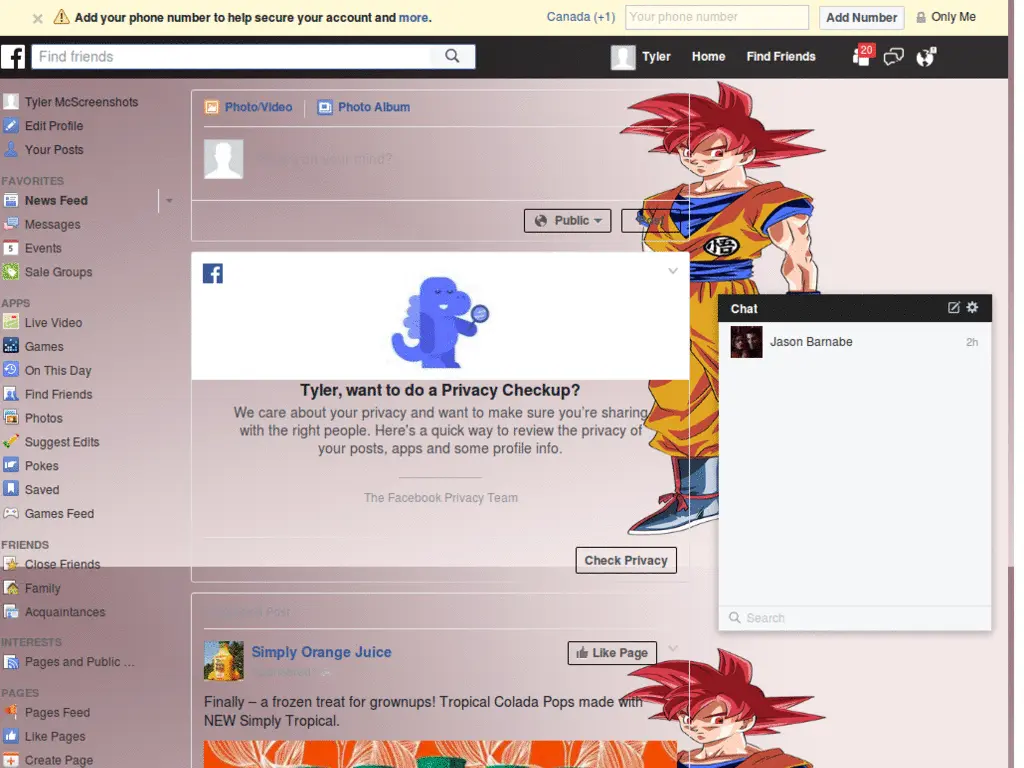 Add your phone number to help secure your account and more.
Canada (+1)
Your phone number
Add Number
Only Me
Find friends
Tyler
Home
Find Friends
20
Tyler McScreenshots
Edit Profile
Your Posts
FAVORITES
News Feed
Messages
5
Events
Sale Groups
APPS
Live Video
Games
On This Day
Find Friends
Photos
Suggest Edits
Pokes
Saved
Games Feed
FRIENDS
Close Friends
Family
Acquaintances
INTERESTS
Pages and Public ...
PAGES
Pages Feed
Like Pages
Create Page
Photo/Video
Photo Album
on your mind?
Public
悟
Tyler, want to do a Privacy Checkup?
We care about your privacy and want to make sure you're sharing
with the right people. Here's a quick way to review the privacy of
your posts, apps and some profile info.
The Facebook Privacy Team
Check Privacy
Post
Simply Orange Juice
Like Page
Finally – a frozen treat for grownups! Tropical Colada Pops made with
NEW Simply Tropical.
Chat
Jason Barnabe
2h
Search